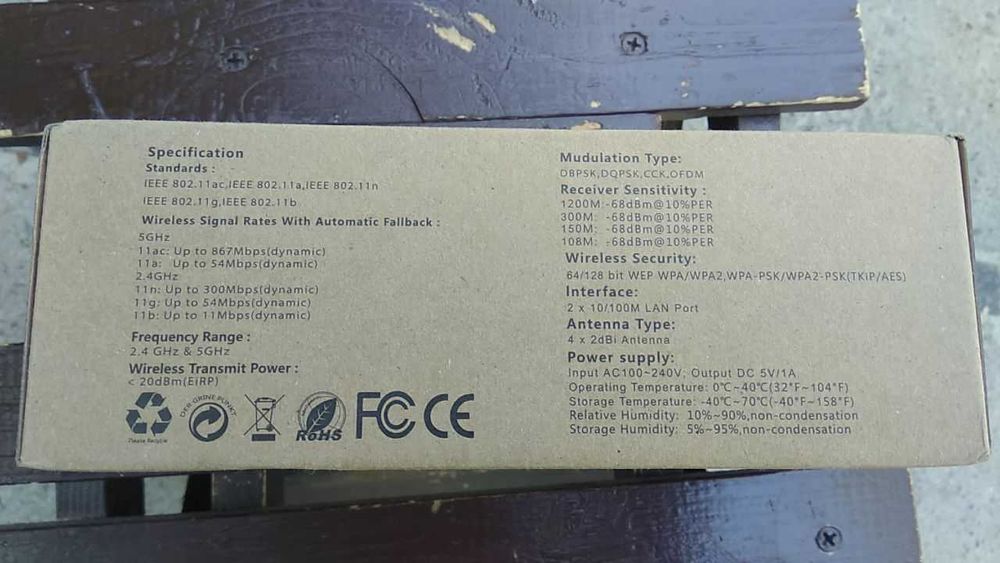 Specification
Standards :
IEEE 802.11ac,IEEE 802.11a,IEEE 802.11n
IEEE 802.11g,IEEE 802.11b
Wireless Signal Rates With Automatic Fallback :
5GHz
11ac: Up to 867Mbps(dynamic)
11a: Up to 54Mbps(dynamic)
2.4GHz
11n: Up to 300Mbps(dynamic)
11g: Up to 54Mbps(dynamic)
11b: Up to 11Mbps(dynamic)
Frequency Range :
2.4 GHz & 5GHz
Wireless Transmit Power :
< 20dBm(EiRP)
Please Recycle
DER GRÜNE PUNKT
RoHS
FC CE
Mudulation Type:
DBPSK,DQPSK,CCK,OFDM
Receiver Sensitivity :
1200M: -68dBm@10%PER
300M: -68dBm@10%PER
150M: -68dBm@10%PER
108M: -68dBm@10%PER
Wireless Security:
64/128 bit WEP WPA/WPA2,WPA-PSK/WPA2-PSK(TKiP/AES)
Interface:
2 x 10/100M LAN Port
Antenna Type:
4 x 2dBi Antenna
Power supply:
Input AC100~240V; Output DC 5V/1A
Operating Temperature: 0℃~40℃(32°F~104°F)
Storage Temperature: -40℃~70℃(-40°F~158°F)
Relative Humidity: 10%~90%,non-condensation
Storage Humidity: 5%~95%,non-condensation